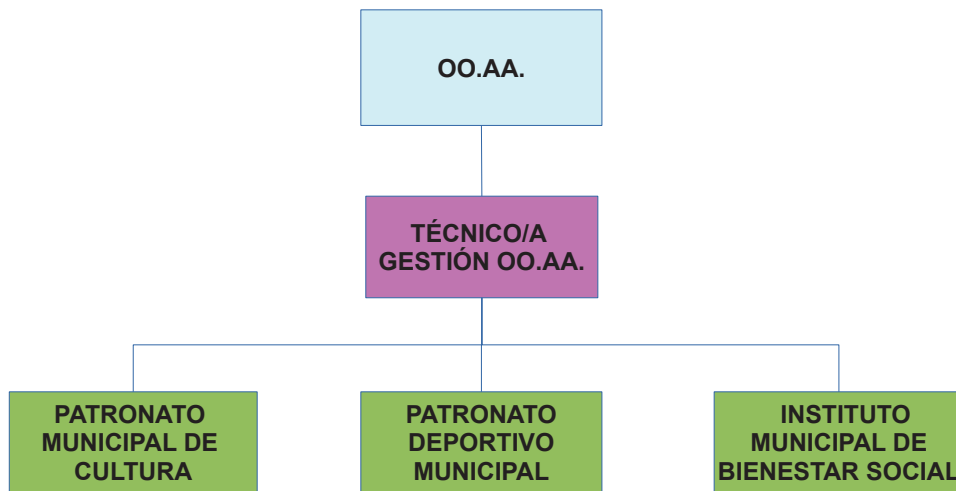 OO.AA.
TÉCNICO/A
GESTIÓN OO.AA.
PATRONATO
MUNICIPAL DE
CULTURA
PATRONATO
DEPORTIVO
MUNICIPAL
INSTITUTO
MUNICIPAL DE
BIENESTAR SOCIAL